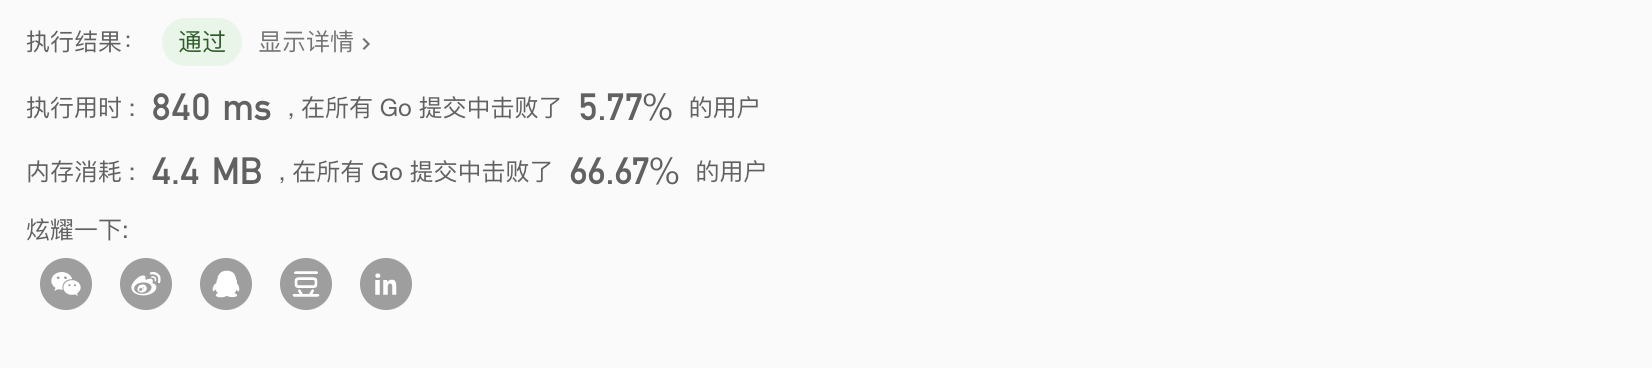 执行结果： 通过 显示详情 >
执行用时 : 840 ms , 在所有 Go 提交中击败了 5.77% 的用户
内存消耗 : 4.4 MB , 在所有 Go 提交中击败了 66.67% 的用户
炫耀一下:
豆
in